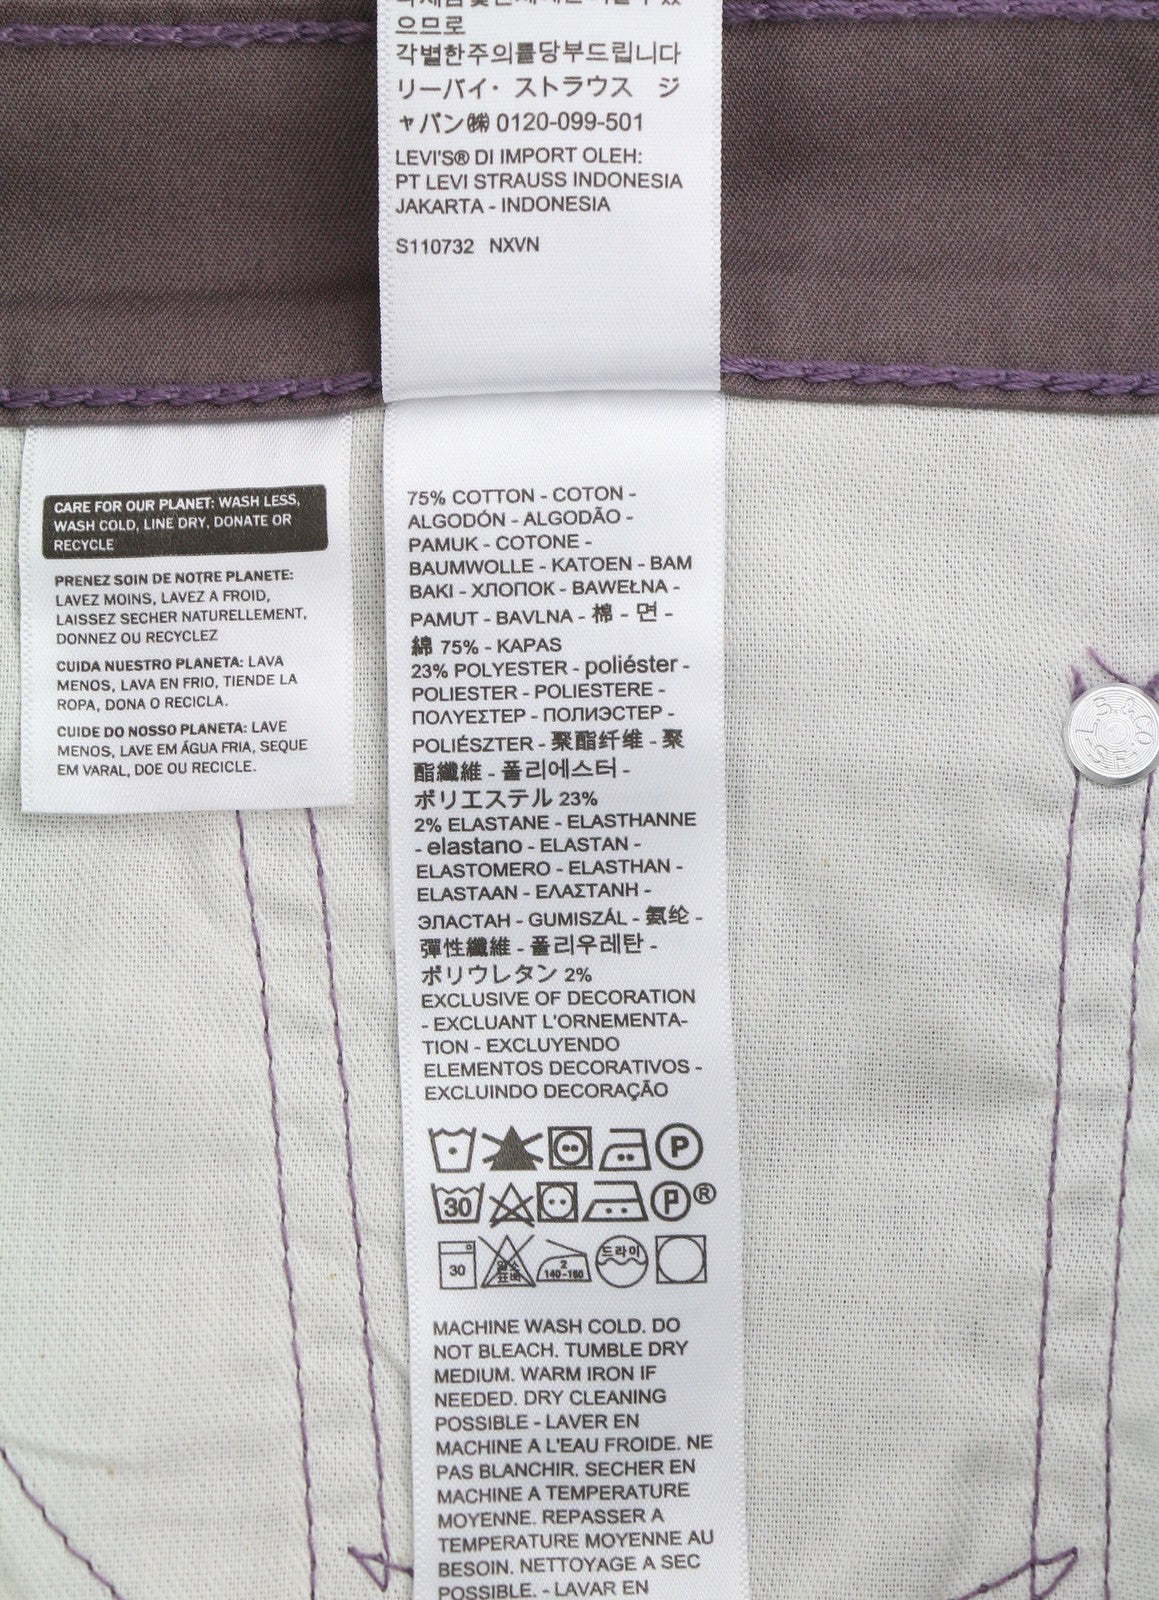 으므로
각별한주의를당부드립니다
リーバイ・ストラウス ジ
ャパン㈱ 0120-099-501
LEVI'S® DI IMPORT OLEH:
PT LEVI STRAUSS INDONESIA
JAKARTA - INDONESIA
S110732 NXVN
CARE FOR OUR PLANET: WASH LESS,
WASH COLD, LINE DRY, DONATE OR
RECYCLE
PRENEZ SOIN DE NOTRE PLANETE:
LAVEZ MOINS, LAVEZ A FROID,
LAISSEZ SECHER NATURELLEMENT,
DONNEZ OU RECYCLEZ
CUIDA NUESTRO PLANETA: LAVA
MENOS, LAVA EN FRIO, TIENDE LA
ROPA, DONA O RECICLA.
CUIDE DO NOSSO PLANETA: LAVE
MENOS, LAVE EM ÁGUA FRIA, SEQUE
EM VARAL, DOE OU RECICLE.
75% COTTON - COTON -
ALGODÓN - ALGODÃO -
PAMUK - COTONE -
BAUMWOLLE - KATOEN - BAM
BAKI - ХЛОПОК - BAWEŁNA -
PAMUT - BAVLNA - 棉 - 면 -
綿 75% - KAPAS
23% POLYESTER - poliéster -
POLIESTER - POLIESTERE -
ΠΟΛΥΕΣΤΕΡ - ПОЛИЭСТЕР -
POLIÉSZTER - 聚酯纤维 - 聚
酯纖維 - 폴리에스터 -
ポリエステル 23%
2% ELASTANE - ELASTHANNE
- elastano - ELASTAN -
ELASTOMERO - ELASTHAN -
ELASTAAN - ΕΛΑΣΤΑΝΗ -
ЭЛАСТАН - GUMISZÁL - 氨纶 -
彈性纖維 - 폴리우레탄 -
ポリウレタン 2%
EXCLUSIVE OF DECORATION
- EXCLUANT L'ORNEMENTA-
TION - EXCLUYENDO
ELEMENTOS DECORATIVOS -
EXCLUINDO DECORAÇÃO
P
30 P ®
30 염소 표백 2 140-160 드라이
MACHINE WASH COLD. DO
NOT BLEACH. TUMBLE DRY
MEDIUM. WARM IRON IF
NEEDED. DRY CLEANING
POSSIBLE - LAVER EN
MACHINE A L'EAU FROIDE. NE
PAS BLANCHIR. SECHER EN
MACHINE A TEMPERATURE
MOYENNE. REPASSER A
TEMPERATURE MOYENNE AU
BESOIN. NETTOYAGE A SEC
POSSIBLE. - LAVAR EN